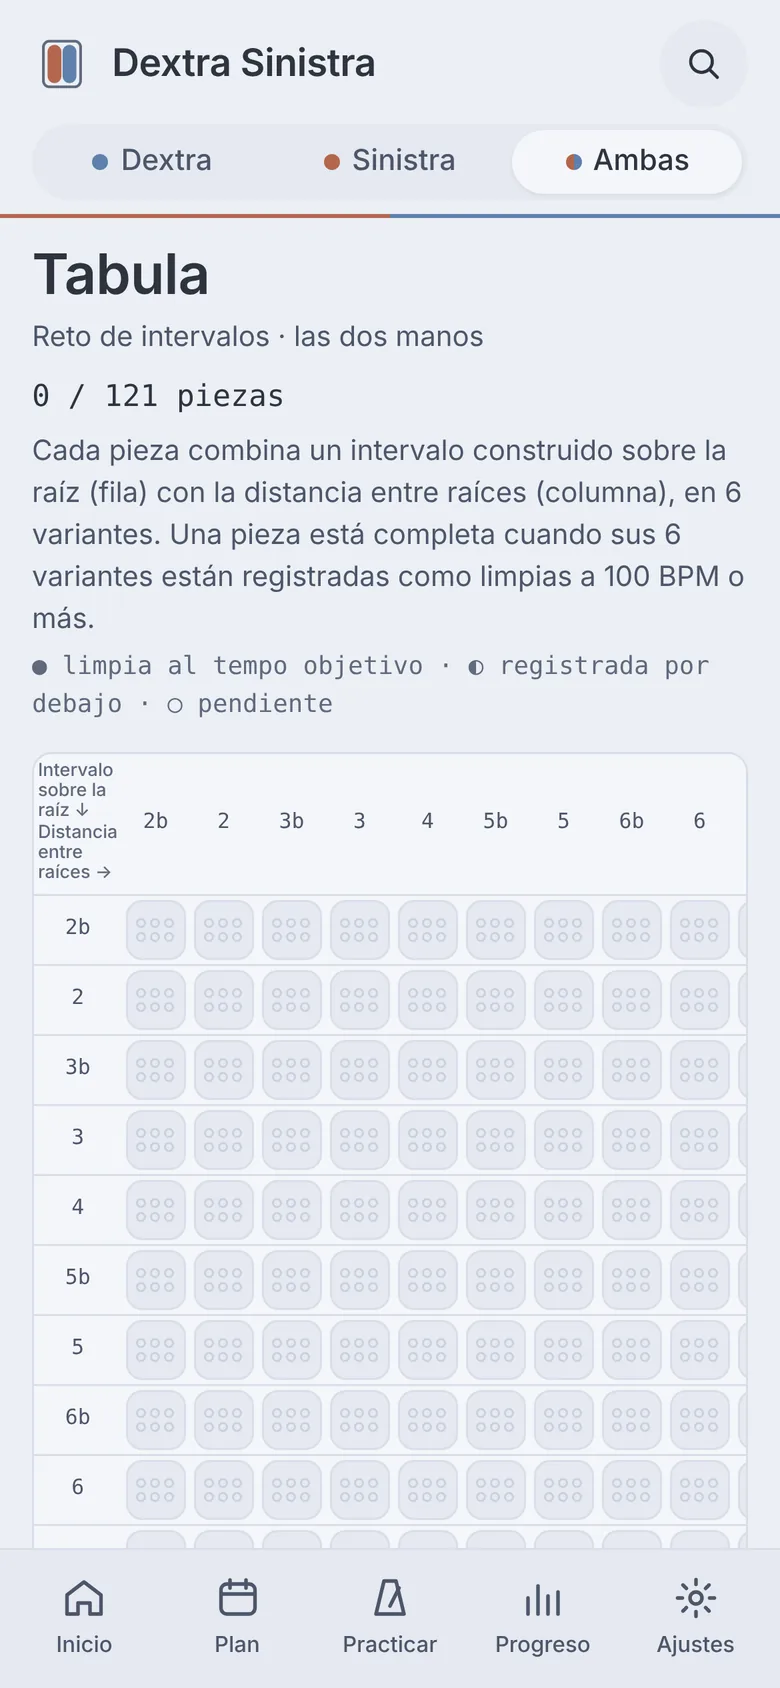 Dextra Sinistra
Dextra Sinistra Ambas
Tabula
Reto de intervalos · las dos manos
0 / 121 piezas
Cada pieza combina un intervalo construido sobre la
raíz (fila) con la distancia entre raíces (columna), en 6
variantes. Una pieza está completa cuando sus 6
variantes están registradas como limpias a 100 BPM o
más.
● limpia al tempo objetivo · ◐ registrada por
debajo · ○ pendiente
Intervalo
sobre la
raíz ↓
Distancia
entre
raíces →
2b 2 3b 3 4 5b 5 6b 6
2b
2
3b
3
4
5b
5
6b
6
Inicio Plan Practicar Progreso Ajustes